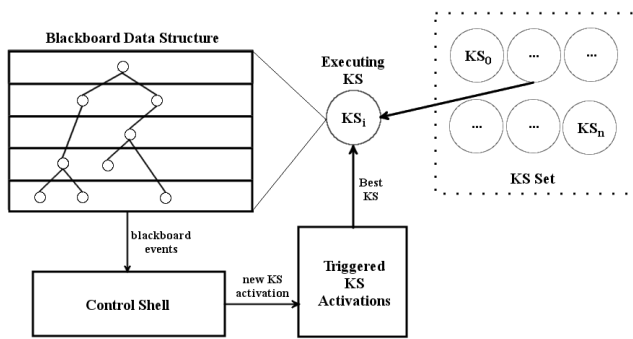 Blackboard Data Structure
Executing
KS
KS0
...
...
KSi
...
...
KSn
KS Set
Best
KS
blackboard
events
Triggered
KS
Activations
new KS
activation
Control Shell